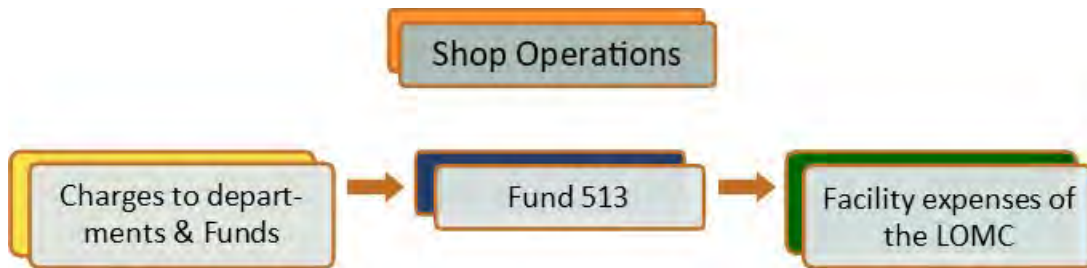 Shop Operations
Charges to depart-
ments & Funds
Fund 513
Facility expenses of
the LOMC